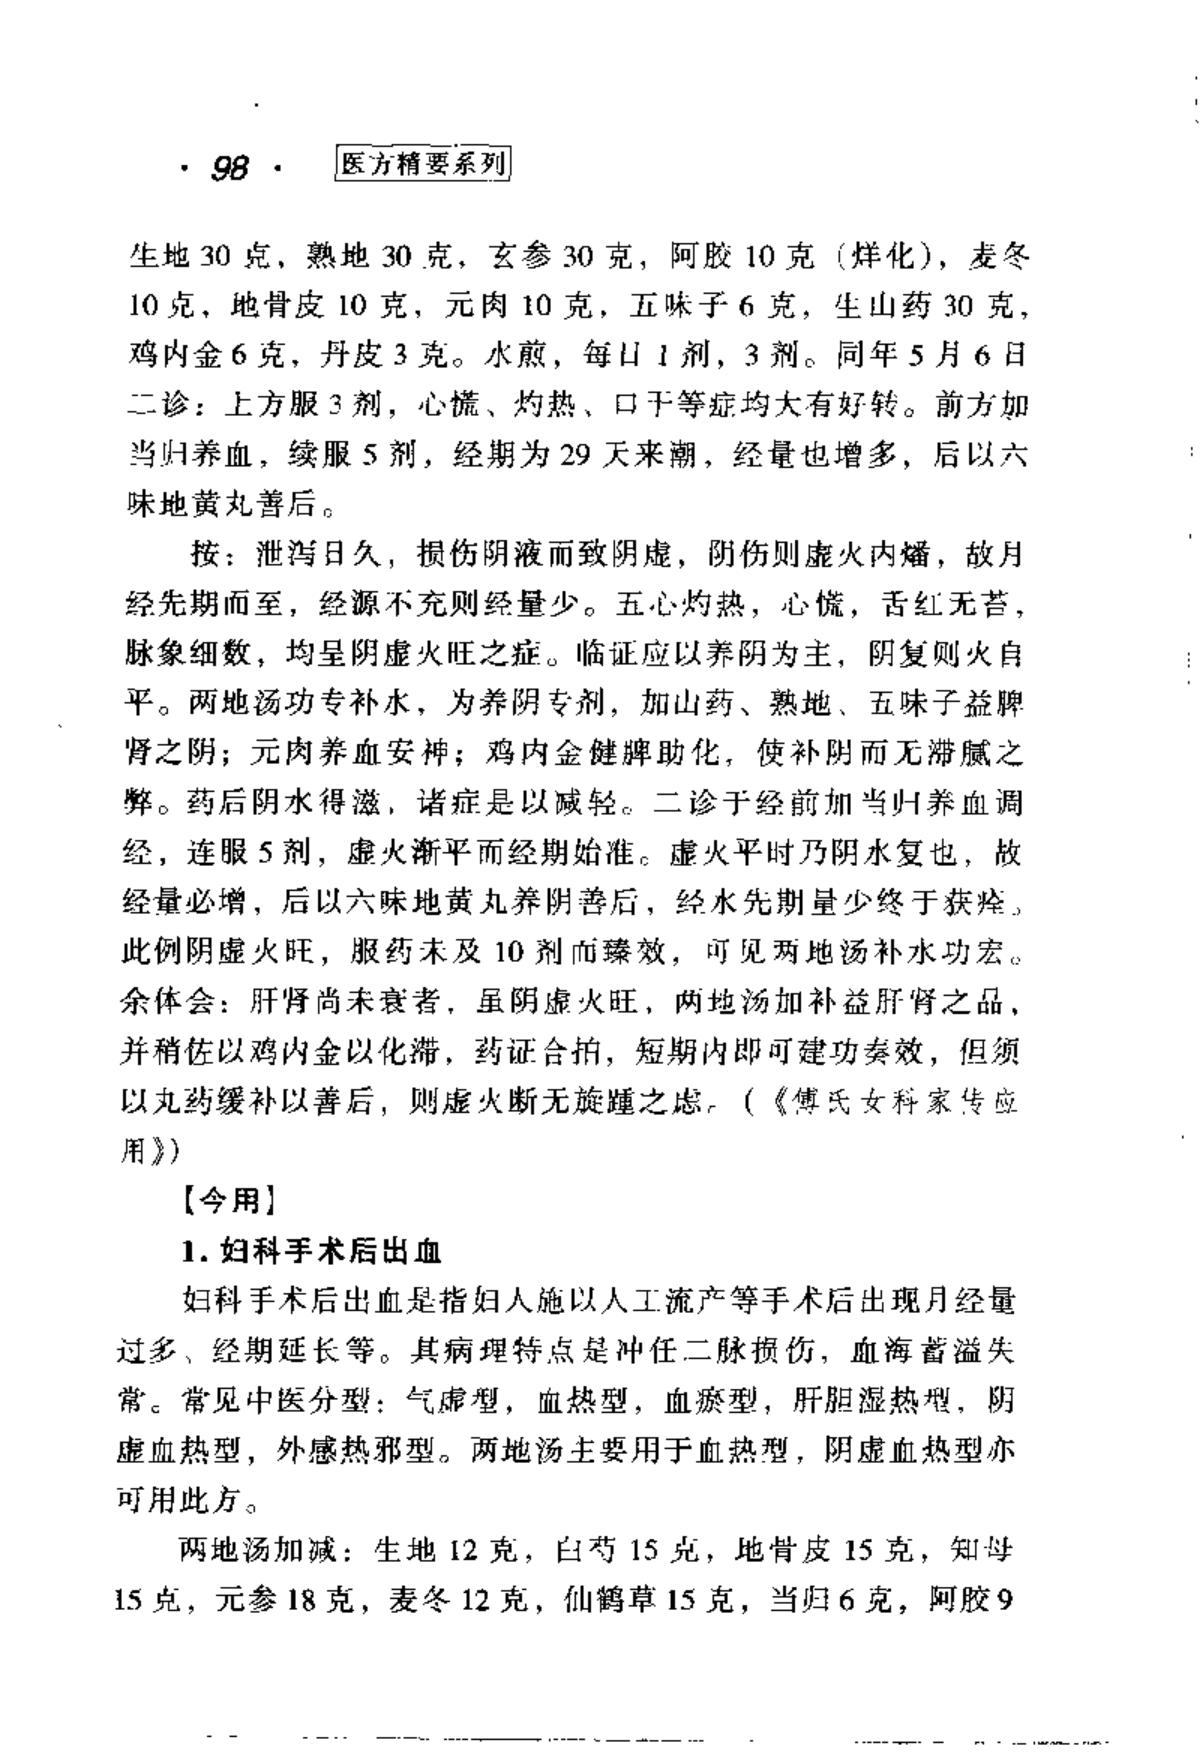 · 98 · 医方精要系列
生地 30 克，熟地 30 克，玄参 30 克，阿胶 10 克（烊化），麦冬
10 克，地骨皮 10 克，元肉 10 克，五味子 6 克，生山药 30 克，
鸡内金 6 克，丹皮 3 克。水煎，每日 1 剂，3 剂。同年 5 月 6 日
二诊：上方服 3 剂，心慌、灼热、口干等症均大有好转。前方加
当归养血，续服 5 剂，经期为 29 天来潮，经量也增多，后以六
味地黄丸善后。
按：泄泻日久，损伤阴液而致阴虚，阴伤则虚火内燔，故月
经先期而至，经源不充则经量少。五心灼热，心慌，舌红无苔，
脉象细数，均呈阴虚火旺之症。临证应以养阴为主，阴复则火自
平。两地汤功专补水，为养阴专剂，加山药、熟地、五味子益脾
肾之阴；元肉养血安神；鸡内金健脾助化，使补阴而无滞腻之
弊。药后阴水得滋，诸症是以减轻。二诊于经前加当归养血调
经，连服 5 剂，虚火渐平而经期始准。虚火平时乃阴水复也，故
经量必增，后以六味地黄丸养阴善后，经水先期量少终于获痊。
此例阴虚火旺，服药未及 10 剂而臻效，可见两地汤补水功宏。
余体会：肝肾尚未衰者，虽阴虚火旺，两地汤加补益肝肾之品，
并稍佐以鸡内金以化滞，药证合拍，短期内即可建功奏效，但须
以丸药缓补以善后，则虚火断无旋踵之虑。（《傅氏女科家传应
用》）
【今用】
1. 妇科手术后出血
妇科手术后出血是指妇人施以人工流产等手术后出现月经量
过多、经期延长等。其病理特点是冲任二脉损伤，血海蓄溢失
常。常见中医分型：气虚型，血热型，血瘀型，肝胆湿热型，阴
虚血热型，外感热邪型。两地汤主要用于血热型，阴虚血热型亦
可用此方。
两地汤加减：生地 12 克，白芍 15 克，地骨皮 15 克，知母
15 克，元参 18 克，麦冬 12 克，仙鹤草 15 克，当归 6 克，阿胶 9